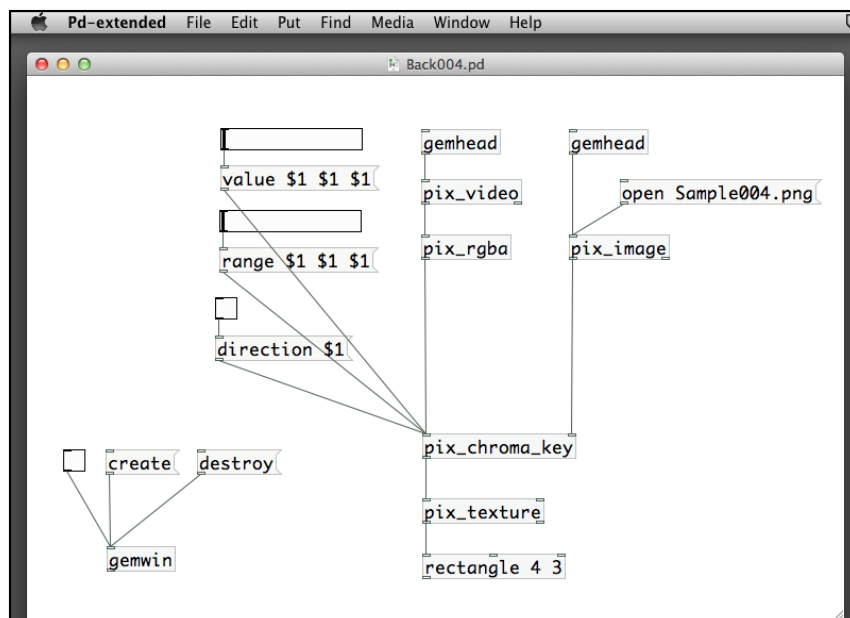 Pd-extended File Edit Put Find Media Window Help
Back004.pd
gemhead
gemhead
value $1 $1 $1
pix_video
open Sample004.png
range $1 $1 $1
pix_rgba
pix_image
direction $1
pix_chroma_key
create
destroy
pix_texture
gemwin
rectangle 4 3